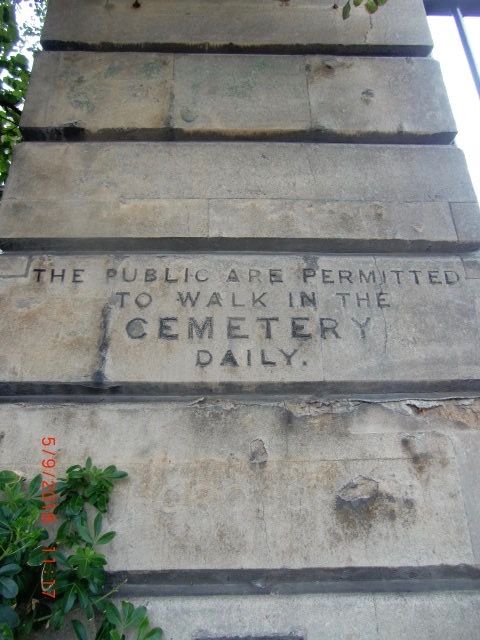 THE PUBLIC ARE PERMITTED
TO WALK IN THE
CEMETERY
DAILY.